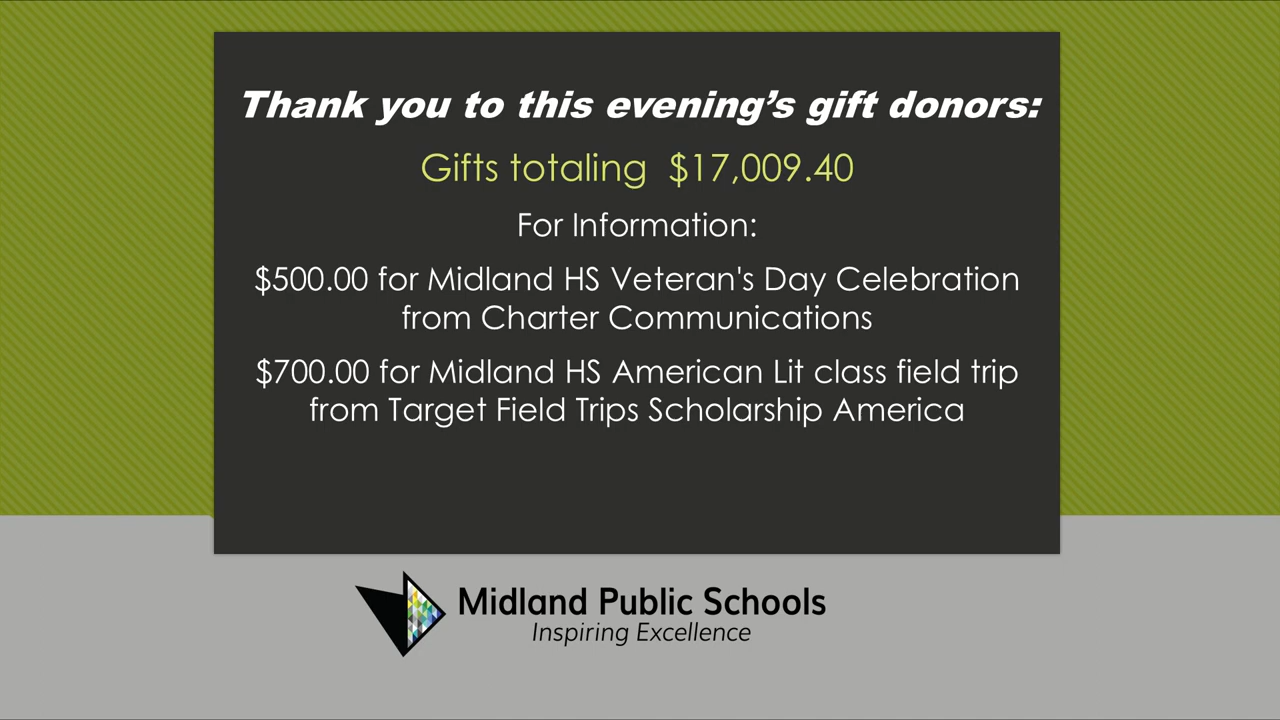 Thank you to this evening’s gift donors:
Gifts totaling $17,009.40
For Information:
$500.00 for Midland HS Veteran's Day Celebration
from Charter Communications
$700.00 for Midland HS American Lit class field trip
from Target Field Trips Scholarship America
Midland Public Schools
Inspiring Excellence